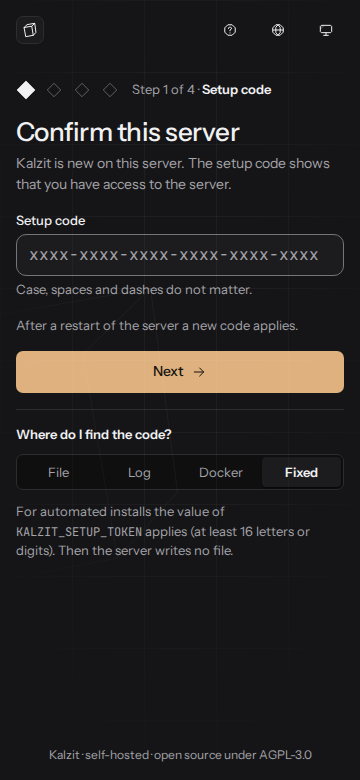 Step 1 of 4 · Setup code
Confirm this server
Kalzit is new on this server. The setup code shows
that you have access to the server.
Setup code
XXXX-XXXX-XXXX-XXXX-XXXX-XXXX
Case, spaces and dashes do not matter.
After a restart of the server a new code applies.
Next →
Where do I find the code?
File Log Docker Fixed
For automated installs the value of
KALZIT_SETUP_TOKEN applies (at least 16 letters or
digits). Then the server writes no file.
Kalzit · self-hosted · open source under AGPL-3.0